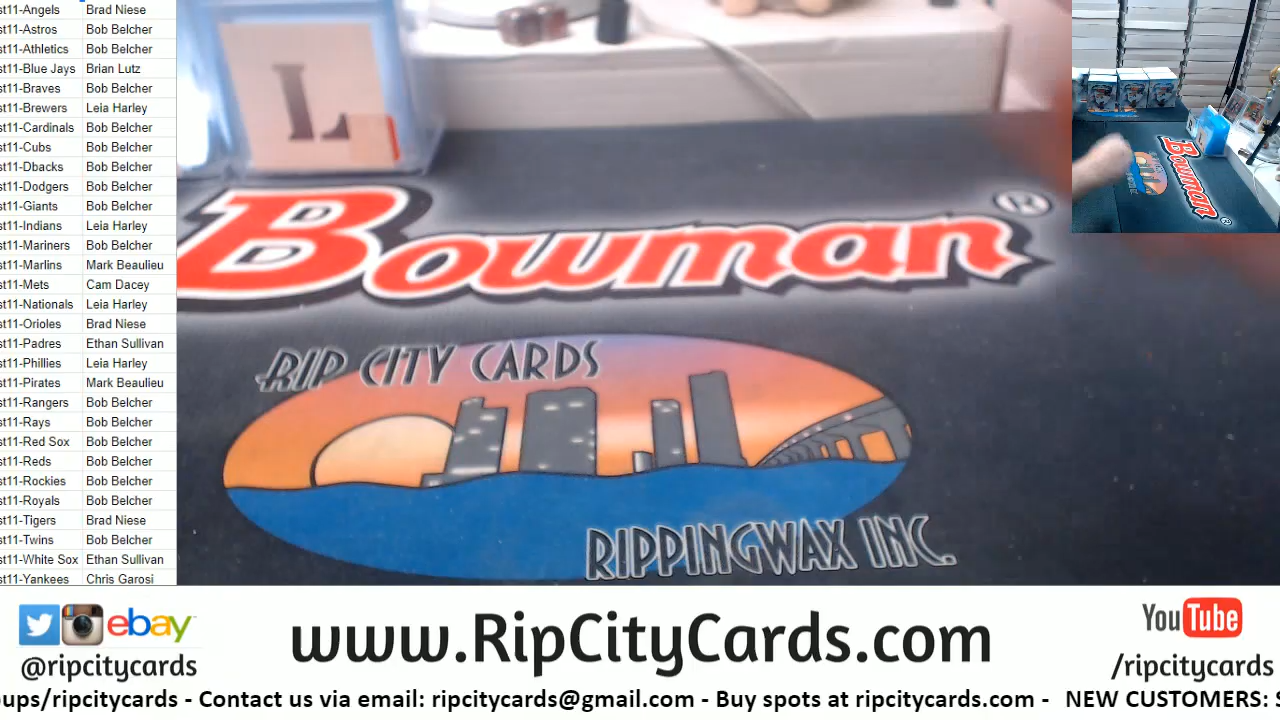 st11-Angels Brad Niese
st11-Astros Bob Belcher
st11-Athletics Bob Belcher
st11-Blue Jays Brian Lutz
st11-Braves Bob Belcher
st11-Brewers Leia Harley
st11-Cardinals Bob Belcher
st11-Cubs Bob Belcher
st11-Dbacks Bob Belcher
st11-Dodgers Bob Belcher
st11-Giants Bob Belcher
st11-Indians Leia Harley
st11-Mariners Bob Belcher
st11-Marlins Mark Beaulieu
st11-Mets Cam Dacey
st11-Nationals Leia Harley
st11-Orioles Brad Niese
st11-Padres Ethan Sullivan
st11-Phillies Leia Harley
st11-Pirates Mark Beaulieu
st11-Rangers Bob Belcher
st11-Rays Bob Belcher
st11-Red Sox Bob Belcher
st11-Reds Bob Belcher
st11-Rockies Bob Belcher
st11-Royals Bob Belcher
st11-Tigers Brad Niese
st11-Twins Bob Belcher
st11-White Sox Ethan Sullivan
st11-Yankees Chris Garosi
L
Bowman®
RIP CITY CARDS
RIPPINGWAX INC.
Bowman
ebay
@ripcitycards
www.RipCityCards.com
YouTube
/ripcitycards
oups/ripcitycards - Contact us via email: ripcitycards@gmail.com - Buy spots at ripcitycards.com - NEW CUSTOMERS: S